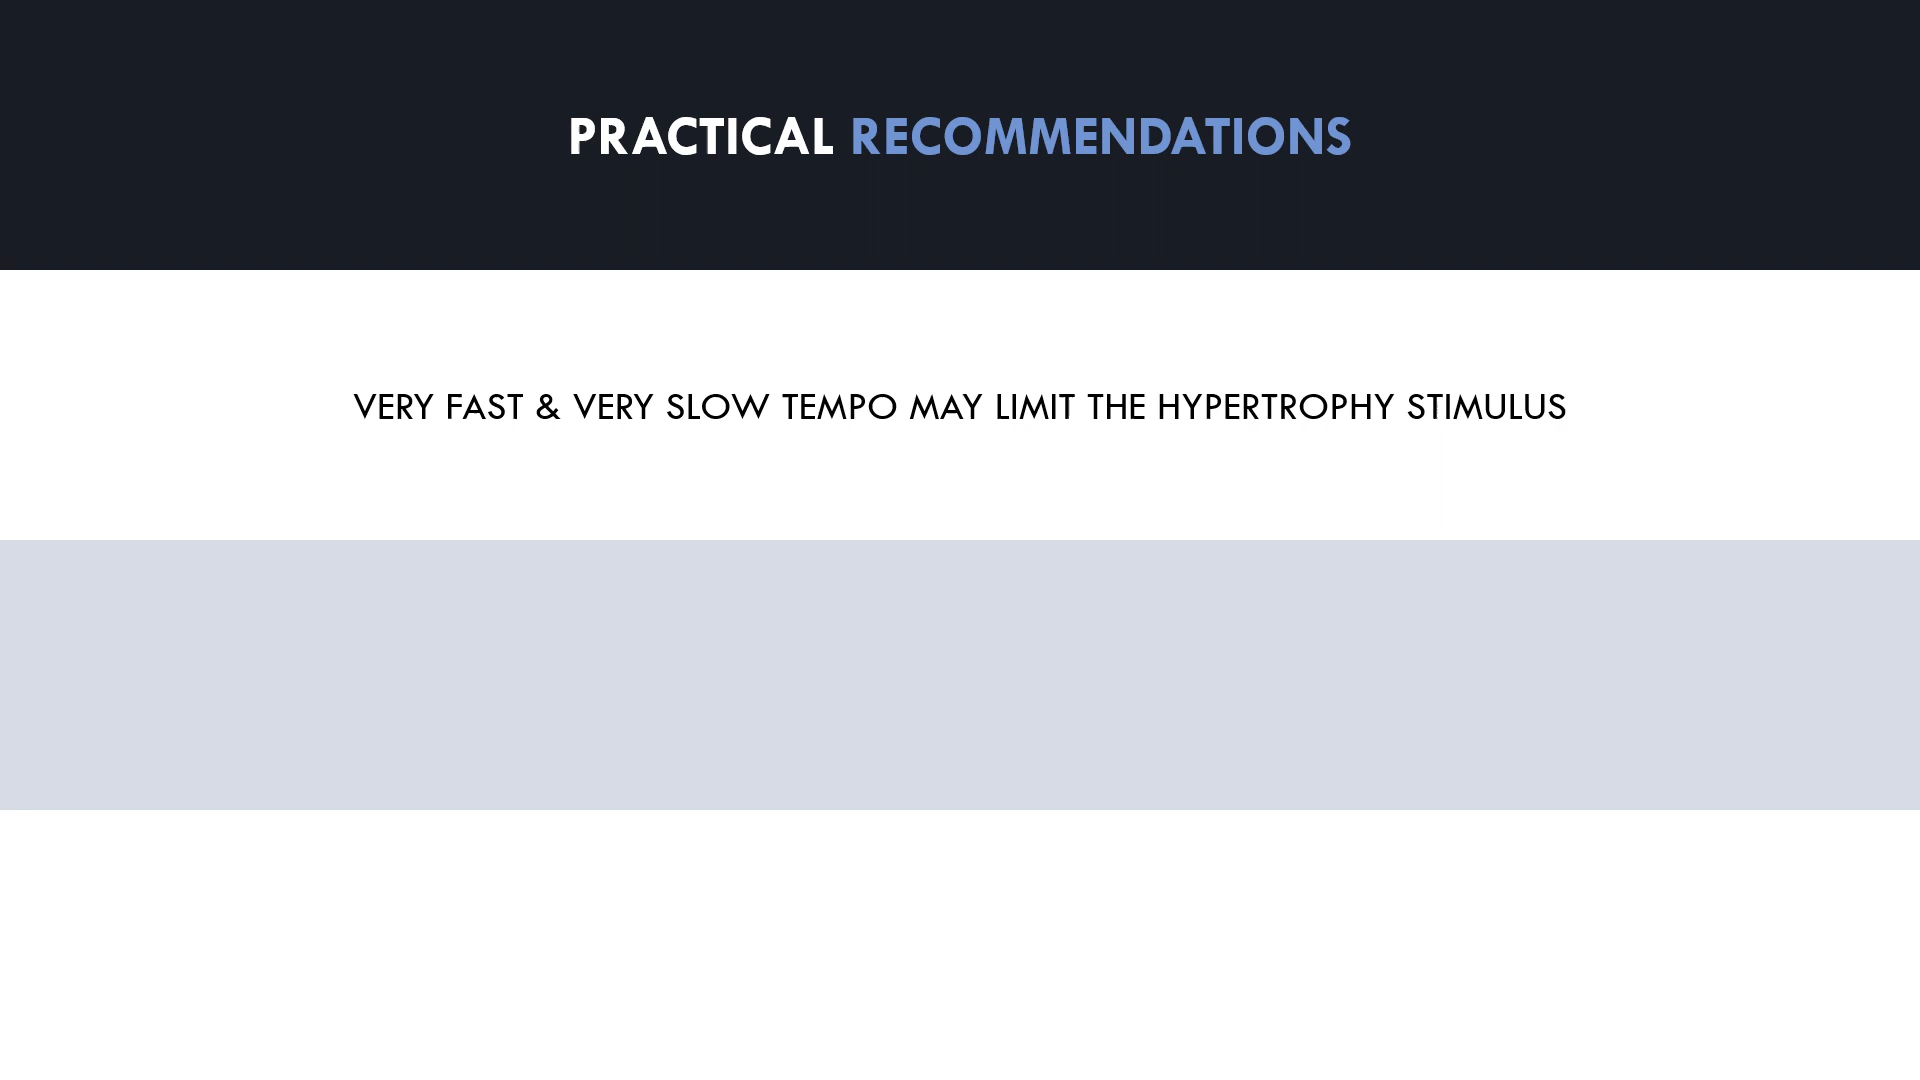 PRACTICAL RECOMMENDATIONS
VERY FAST & VERY SLOW TEMPO MAY LIMIT THE HYPERTROPHY STIMULUS